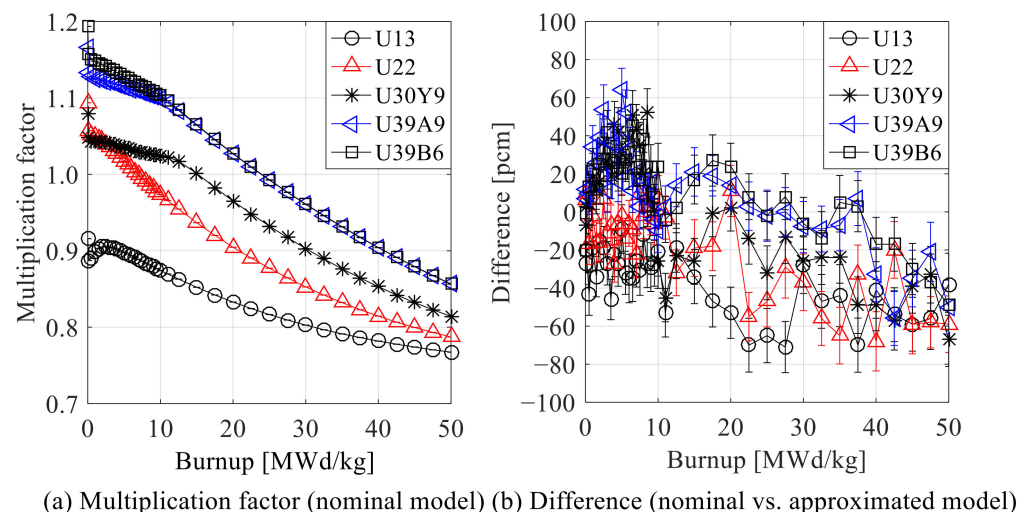 1.2
1.1
1.0
0.9
0.8
0.7
Multiplication factor
0 10 20 30 40 50
Burnup [MWd/kg]
U13
U22
U30Y9
U39A9
U39B6
100
80
60
40
20
0
-20
-40
-60
-80
-100
Difference [pcm]
0 10 20 30 40 50
Burnup [MWd/kg]
U13
U22
U30Y9
U39A9
U39B6
(a) Multiplication factor (nominal model) (b) Difference (nominal vs. approximated model)